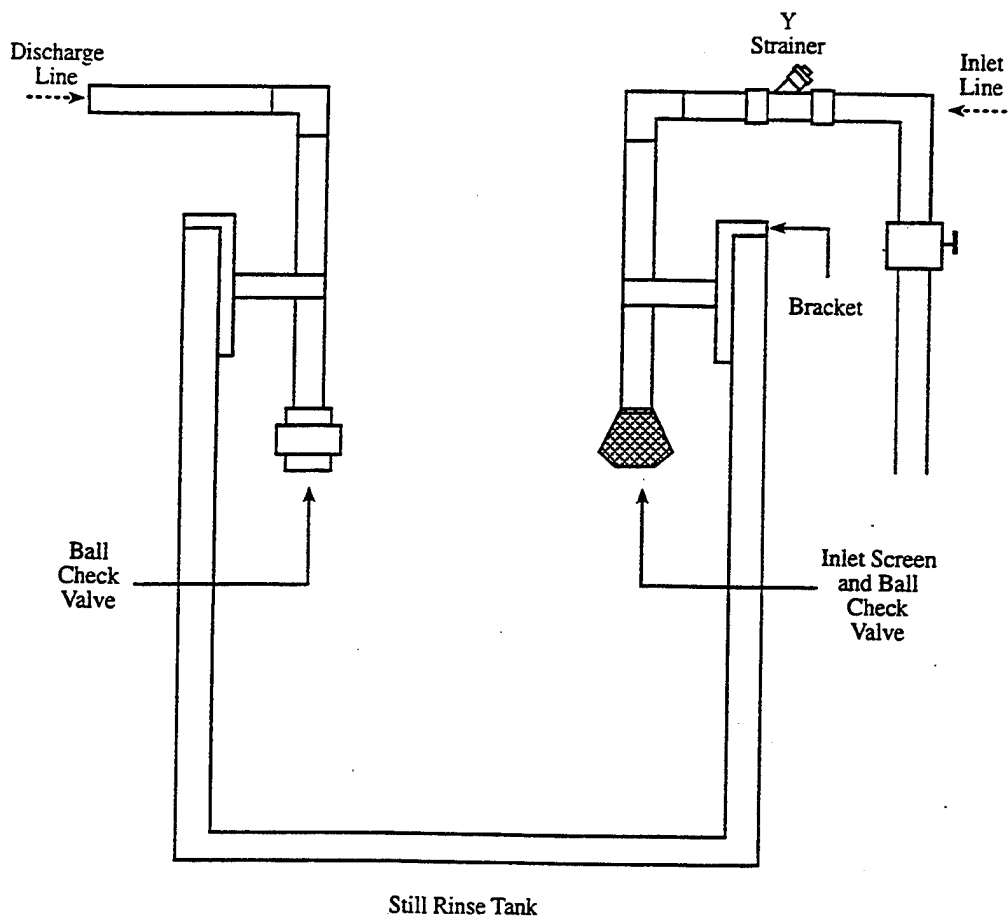 Y
Strainer
Discharge
Line
Inlet
Line
Bracket
Ball
Check
Valve
Inlet Screen
and Ball
Check
Valve
Still Rinse Tank